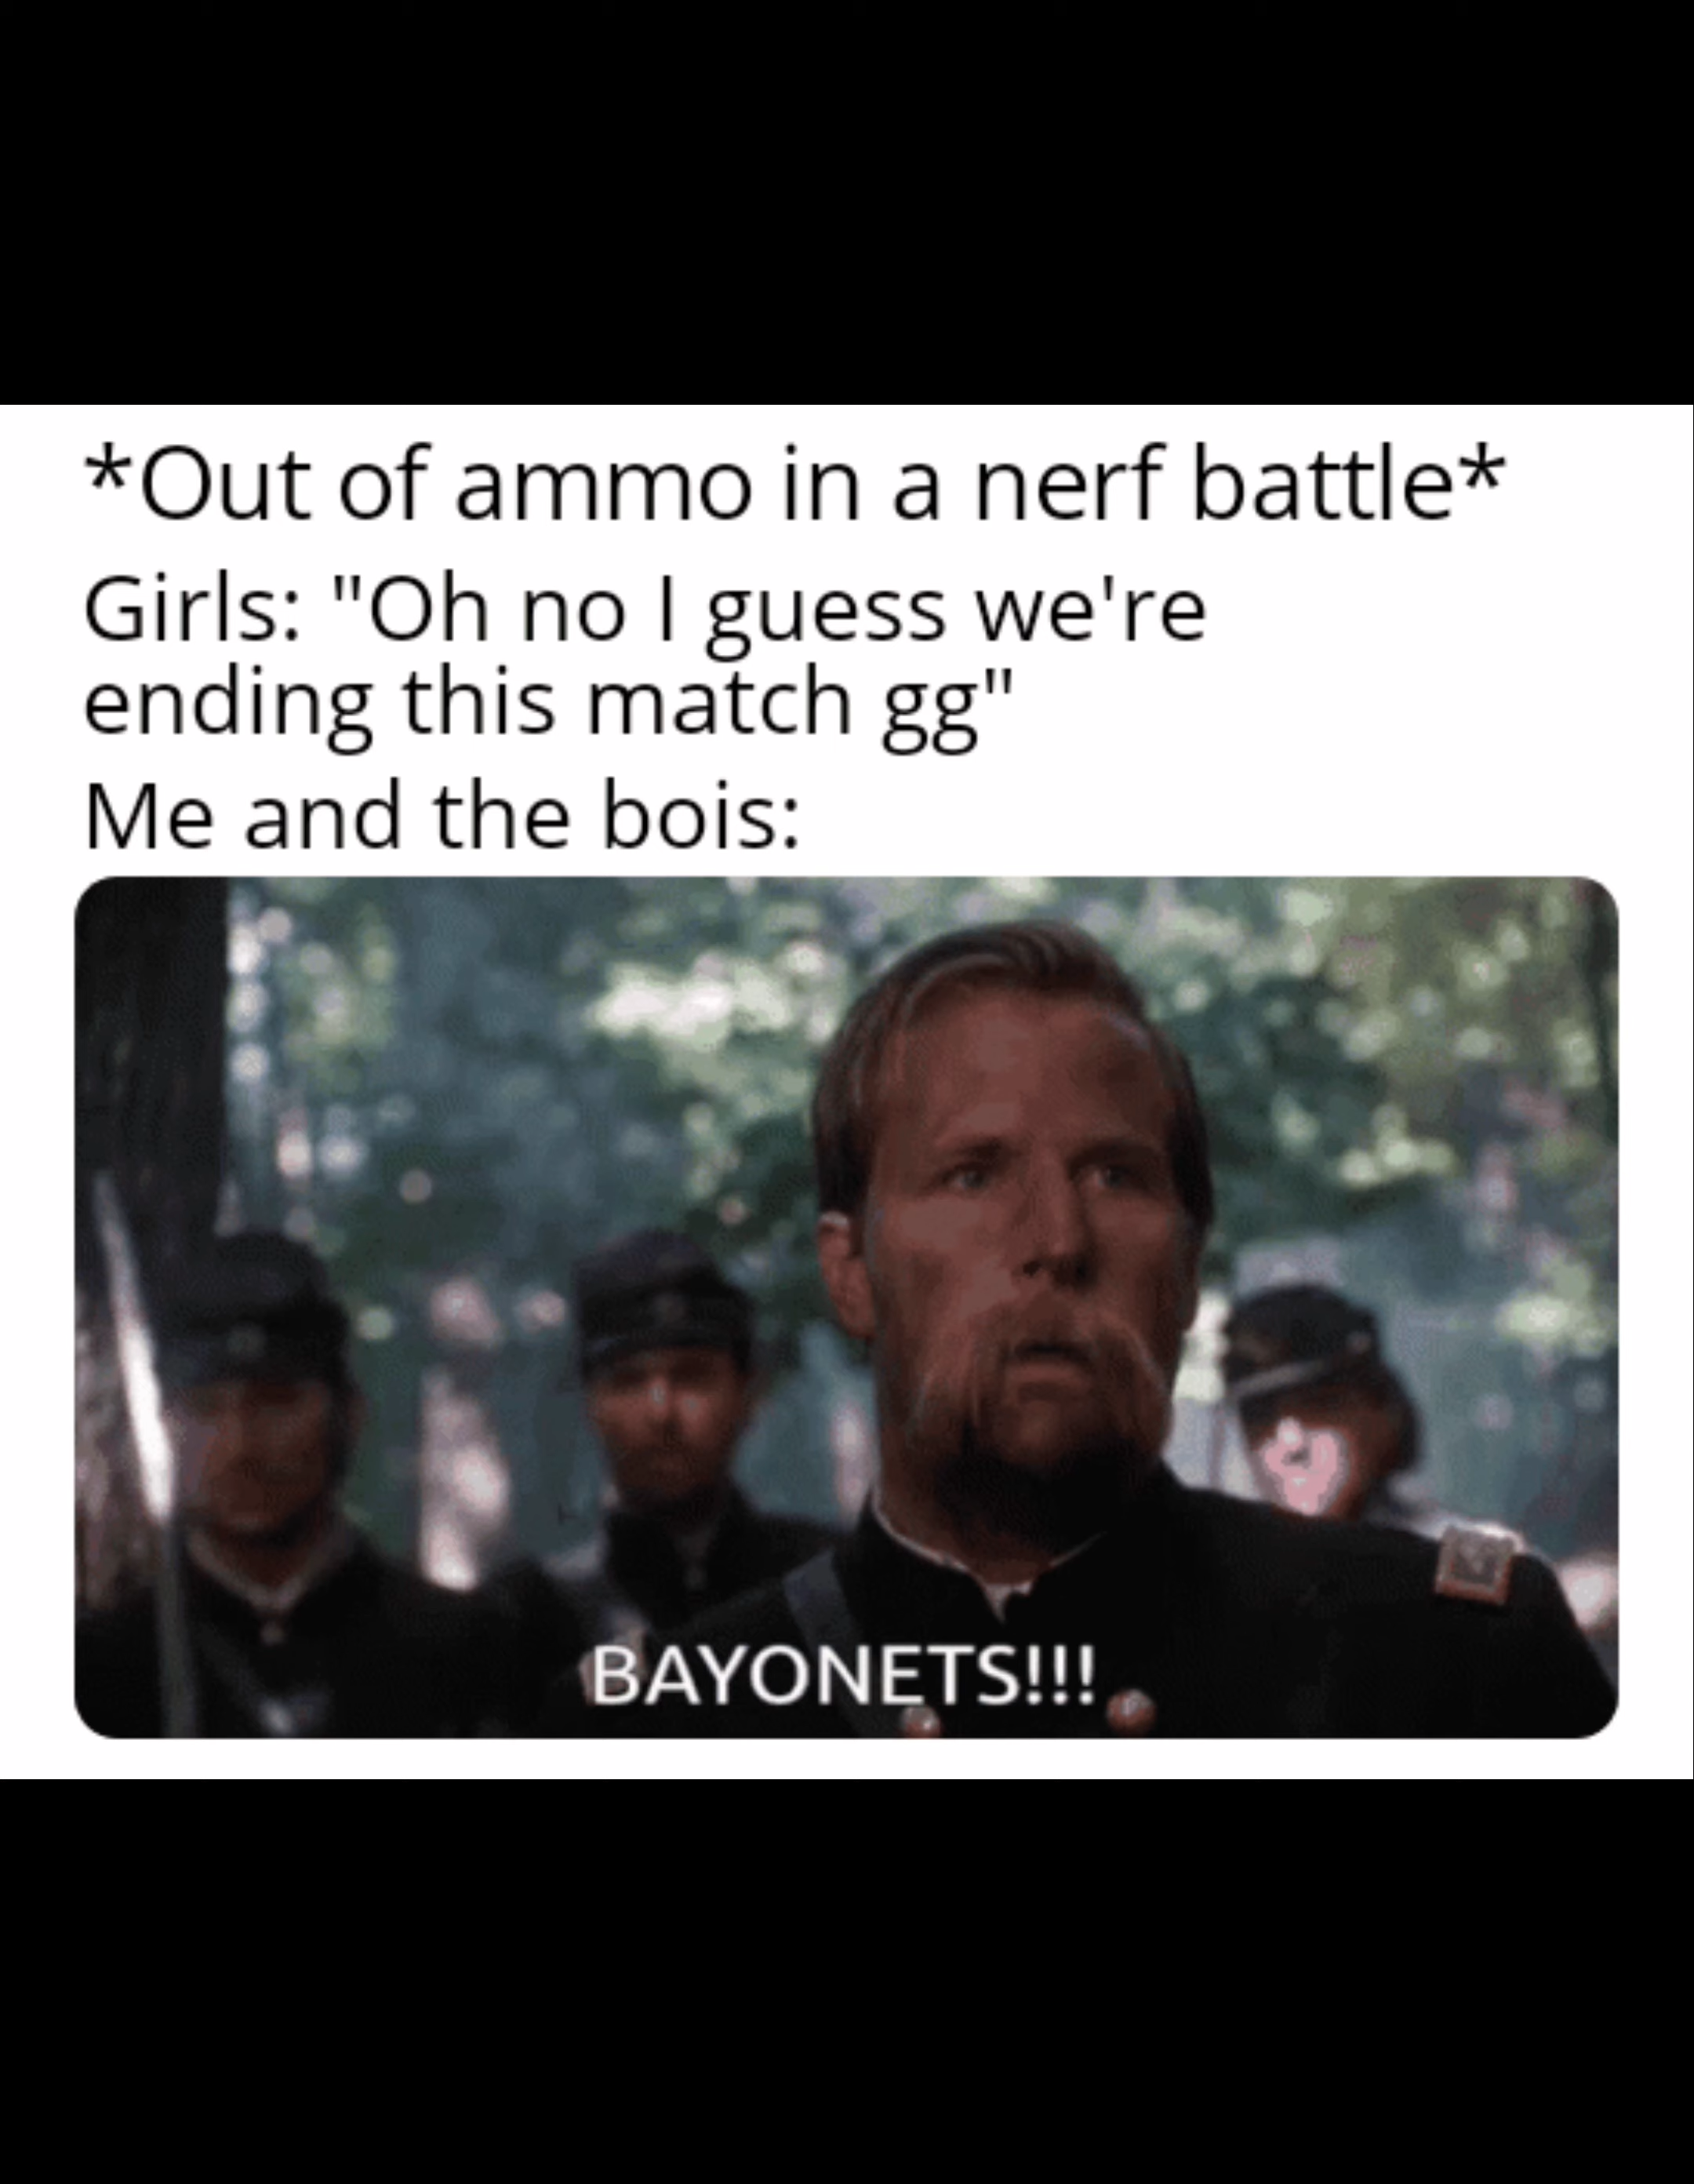 *Out of ammo in a nerf battle*
Girls: "Oh no I guess we're
ending this match gg"
Me and the bois:
BAYONETS!!!